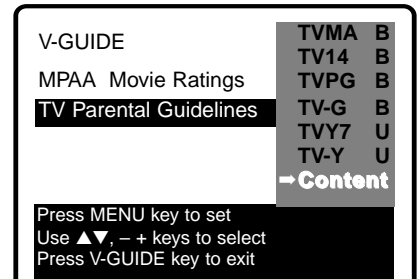 V-GUIDE
MPAA Movie Ratings
TV Parental Guidelines
TVMA B
TV14 B
TVPG B
TV-G B
TVY7 U
TV-Y U
➡Content
Press MENU key to set
Use ▲▼, – + keys to select
Press V-GUIDE key to exit